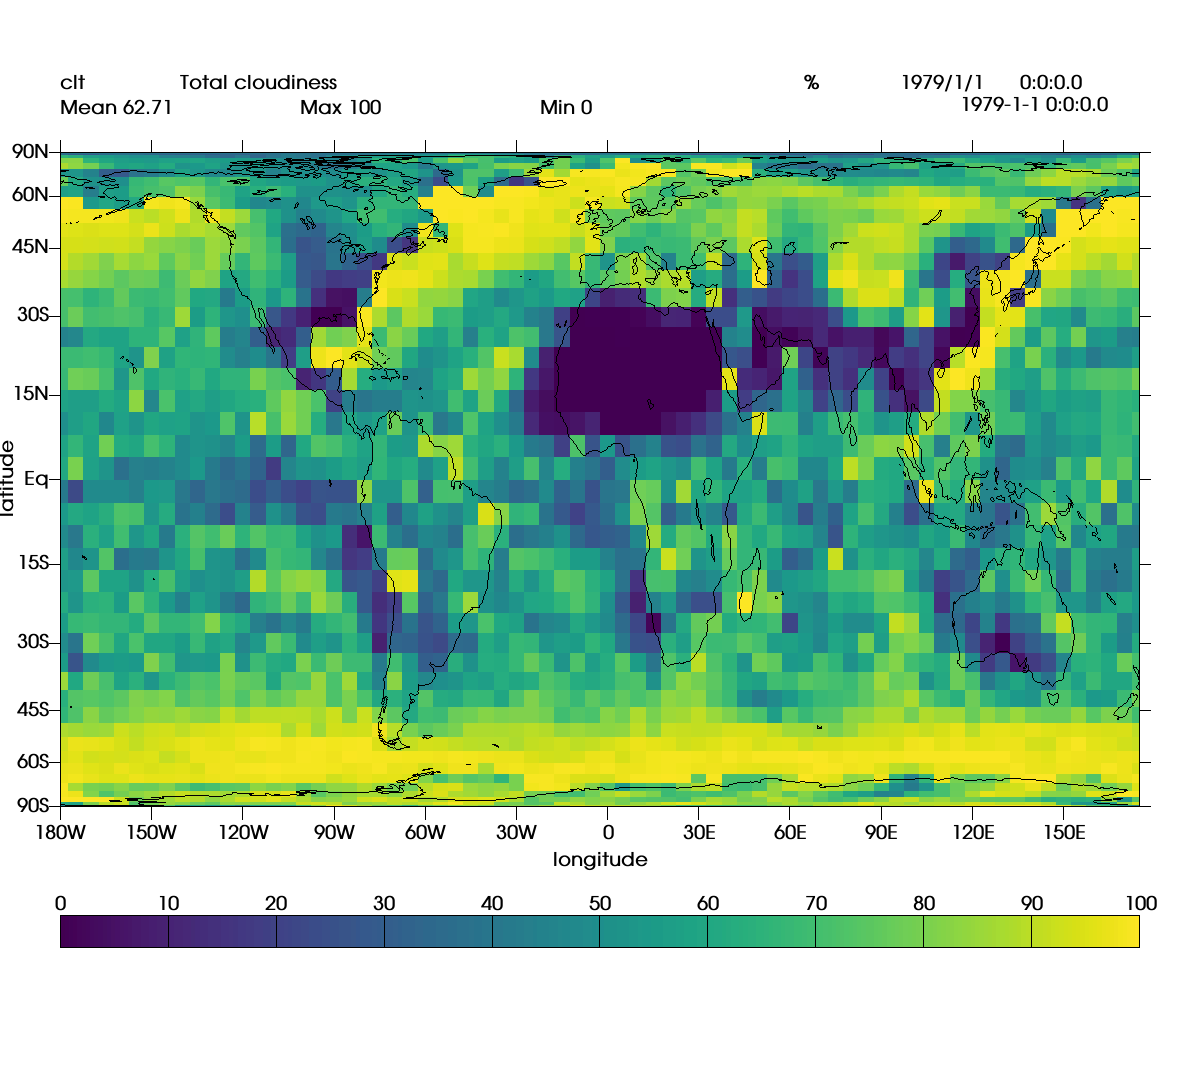 clt Total cloudiness % 1979/1/1 0:0:0.0
Mean 62.71 Max 100 Min 0 1979-1-1 0:0:0.0
90N
60N
45N
30N
15N
Eq
15S
30S
45S
60S
90S
latitude
180W 150W 120W 90W 60W 30W 0 30E 60E 90E 120E 150E
longitude
0 10 20 30 40 50 60 70 80 90 100